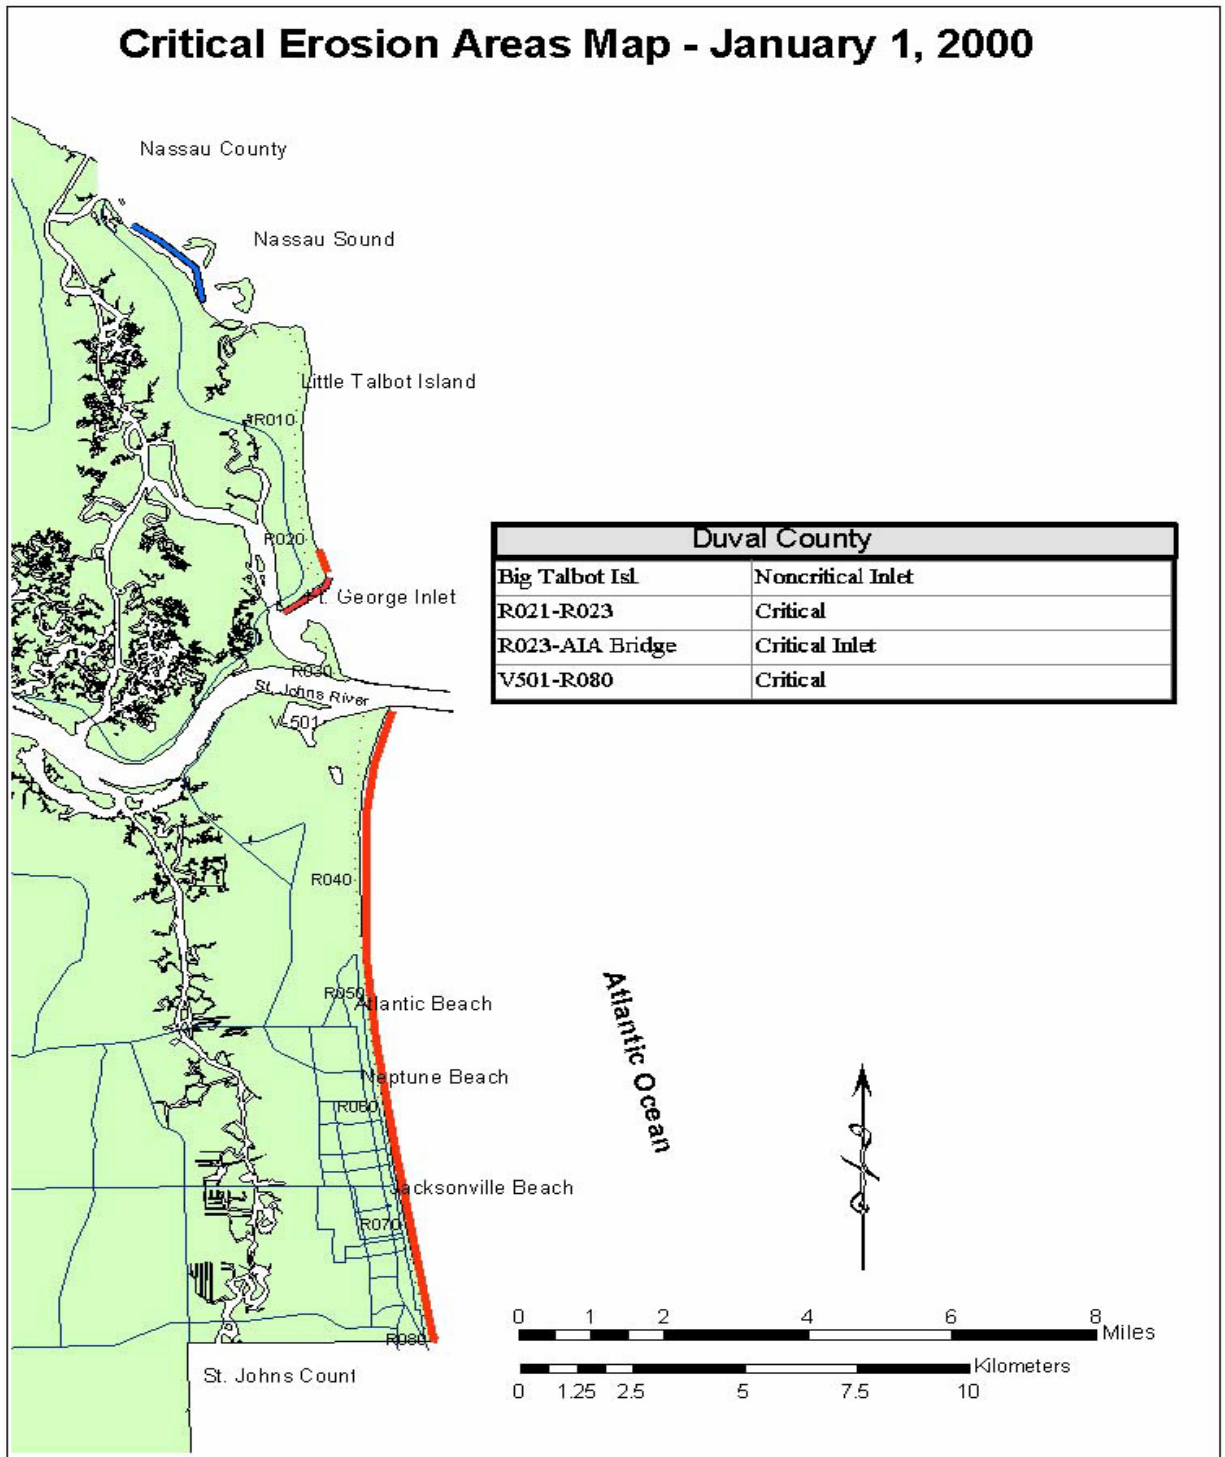 Critical Erosion Areas Map - January 1, 2000
Nassau County
Nassau Sound
Little Talbot Island
R010
R020
Ft. George Inlet
R030
St. Johns River
V-501
Duval County
Big Talbot Isl. Noncritical Inlet
R021-R023 Critical
R023-A1A Bridge Critical Inlet
V501-R080 Critical
R040
R050
Atlantic Beach
Atlantic Ocean
Neptune Beach
R060
Jacksonville Beach
R070
R080
St. Johns Count
0 1 2 4 6 8 Miles
Kilometers
0 1.25 2.5 5 7.5 10